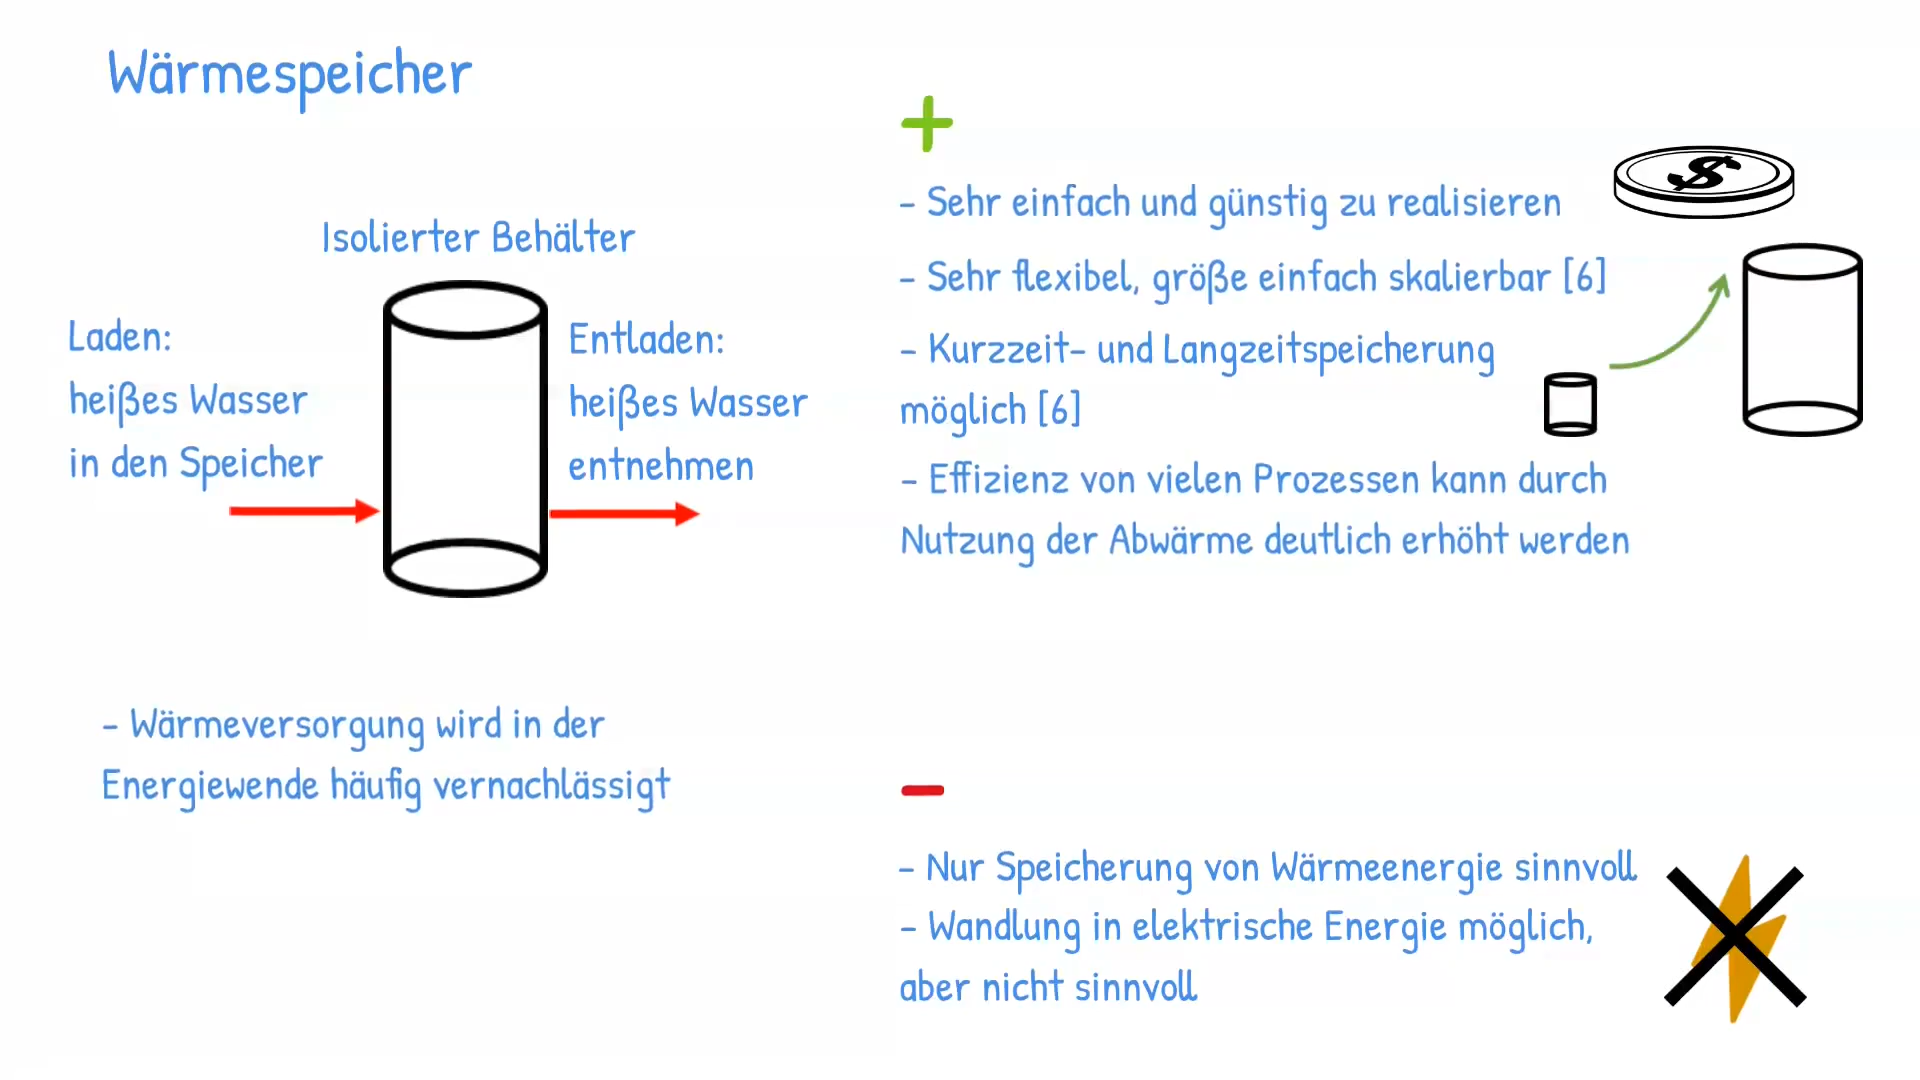 Wärmespeicher
Isolierter Behälter
Laden:
heißes Wasser
in den Speicher
Entladen:
heißes Wasser
entnehmen
- Wärmeversorgung wird in der
Energiewende häufig vernachlässigt
+
- Sehr einfach und günstig zu realisieren
$
- Sehr flexibel, größe einfach skalierbar [6]
- Kurzzeit- und Langzeitspeicherung
möglich [6]
- Effizienz von vielen Prozessen kann durch
Nutzung der Abwärme deutlich erhöht werden
-
- Nur Speicherung von Wärmeenergie sinnvoll
- Wandlung in elektrische Energie möglich,
aber nicht sinnvoll